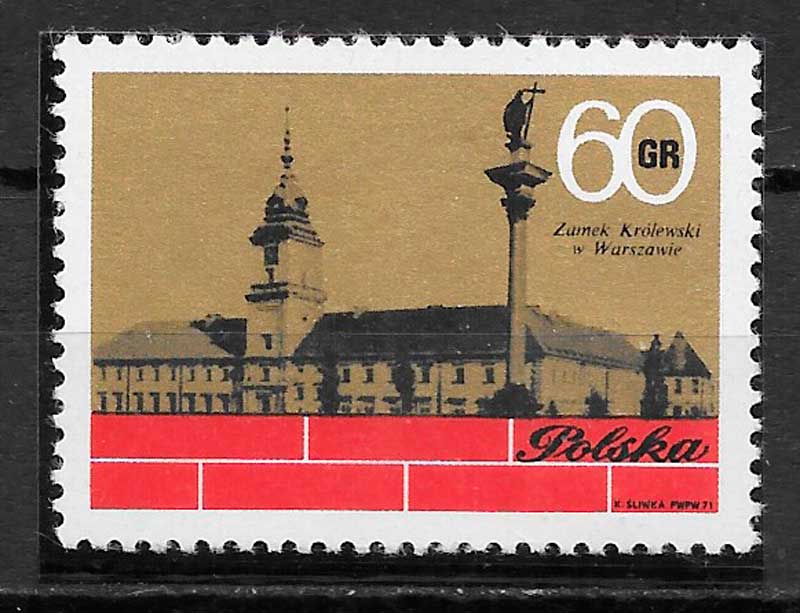 60 GR
Zamek Królewski
w Warszawie
Polska
K. ŚLIWKA PWPW 71